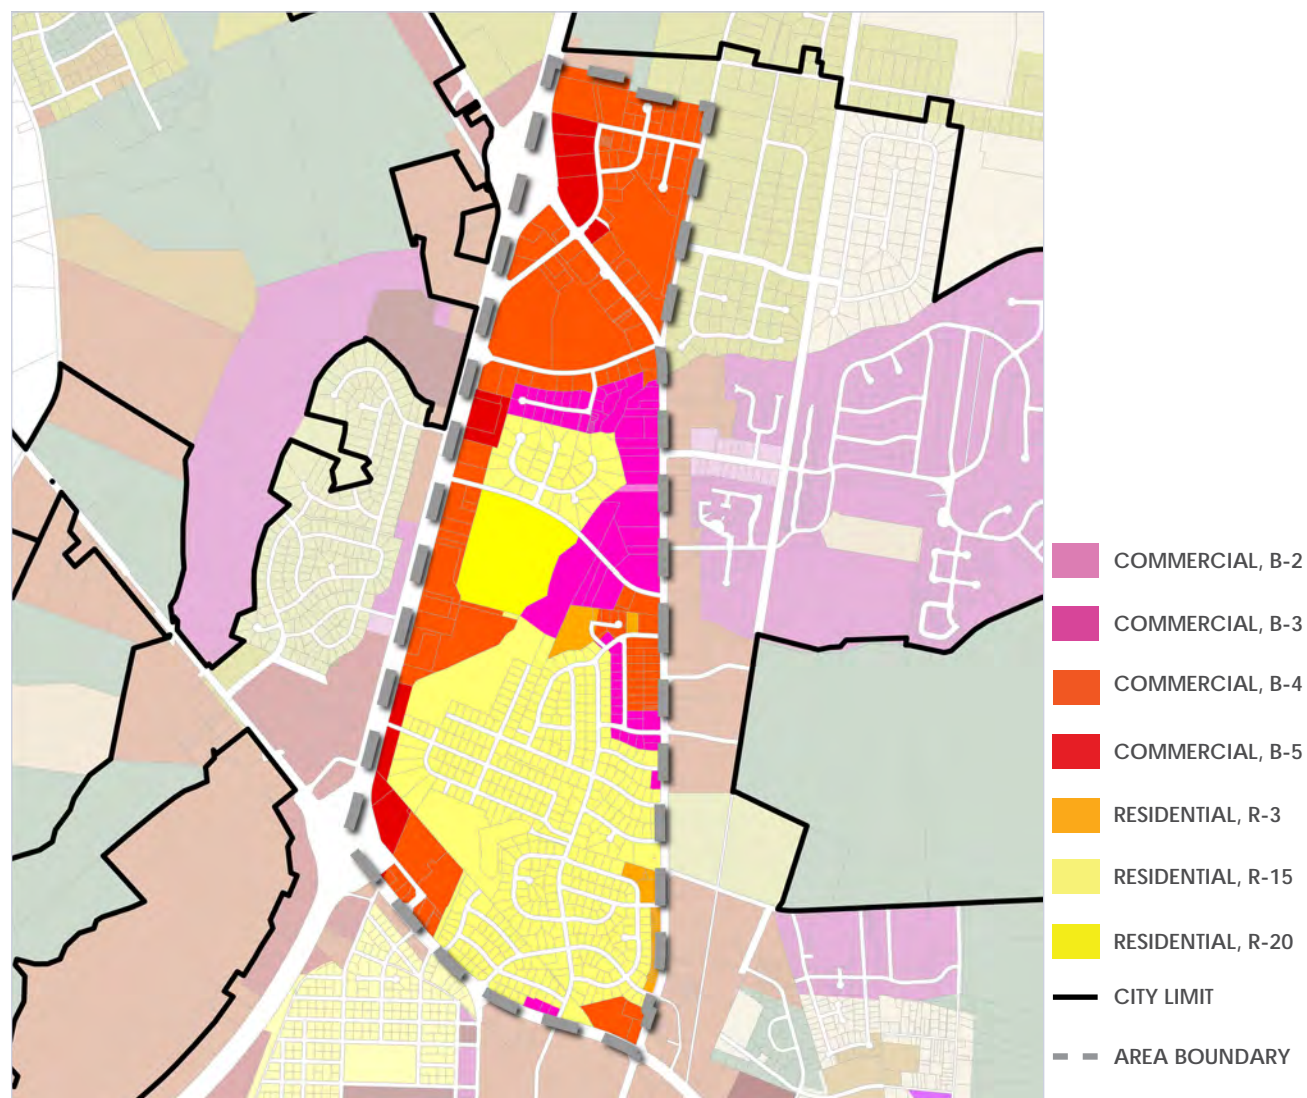 COMMERCIAL, B-2
COMMERCIAL, B-3
COMMERCIAL, B-4
COMMERCIAL, B-5
RESIDENTIAL, R-3
RESIDENTIAL, R-15
RESIDENTIAL, R-20
CITY LIMIT
AREA BOUNDARY